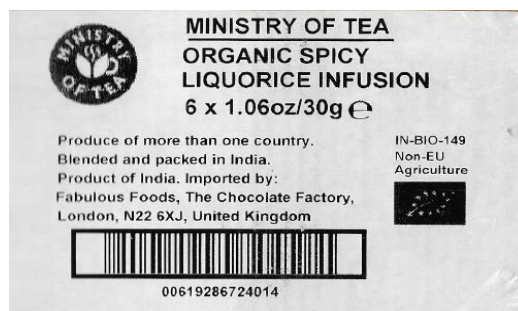 MINISTRY
OF TEA
MINISTRY OF TEA
ORGANIC SPICY
LIQUORICE INFUSION
6 x 1.06oz/30g ℮
Produce of more than one country.
Blended and packed in India.
Product of India. Imported by:
Fabulous Foods, The Chocolate Factory,
London, N22 6XJ, United Kingdom
IN-BIO-149
Non-EU
Agriculture
00619286724014